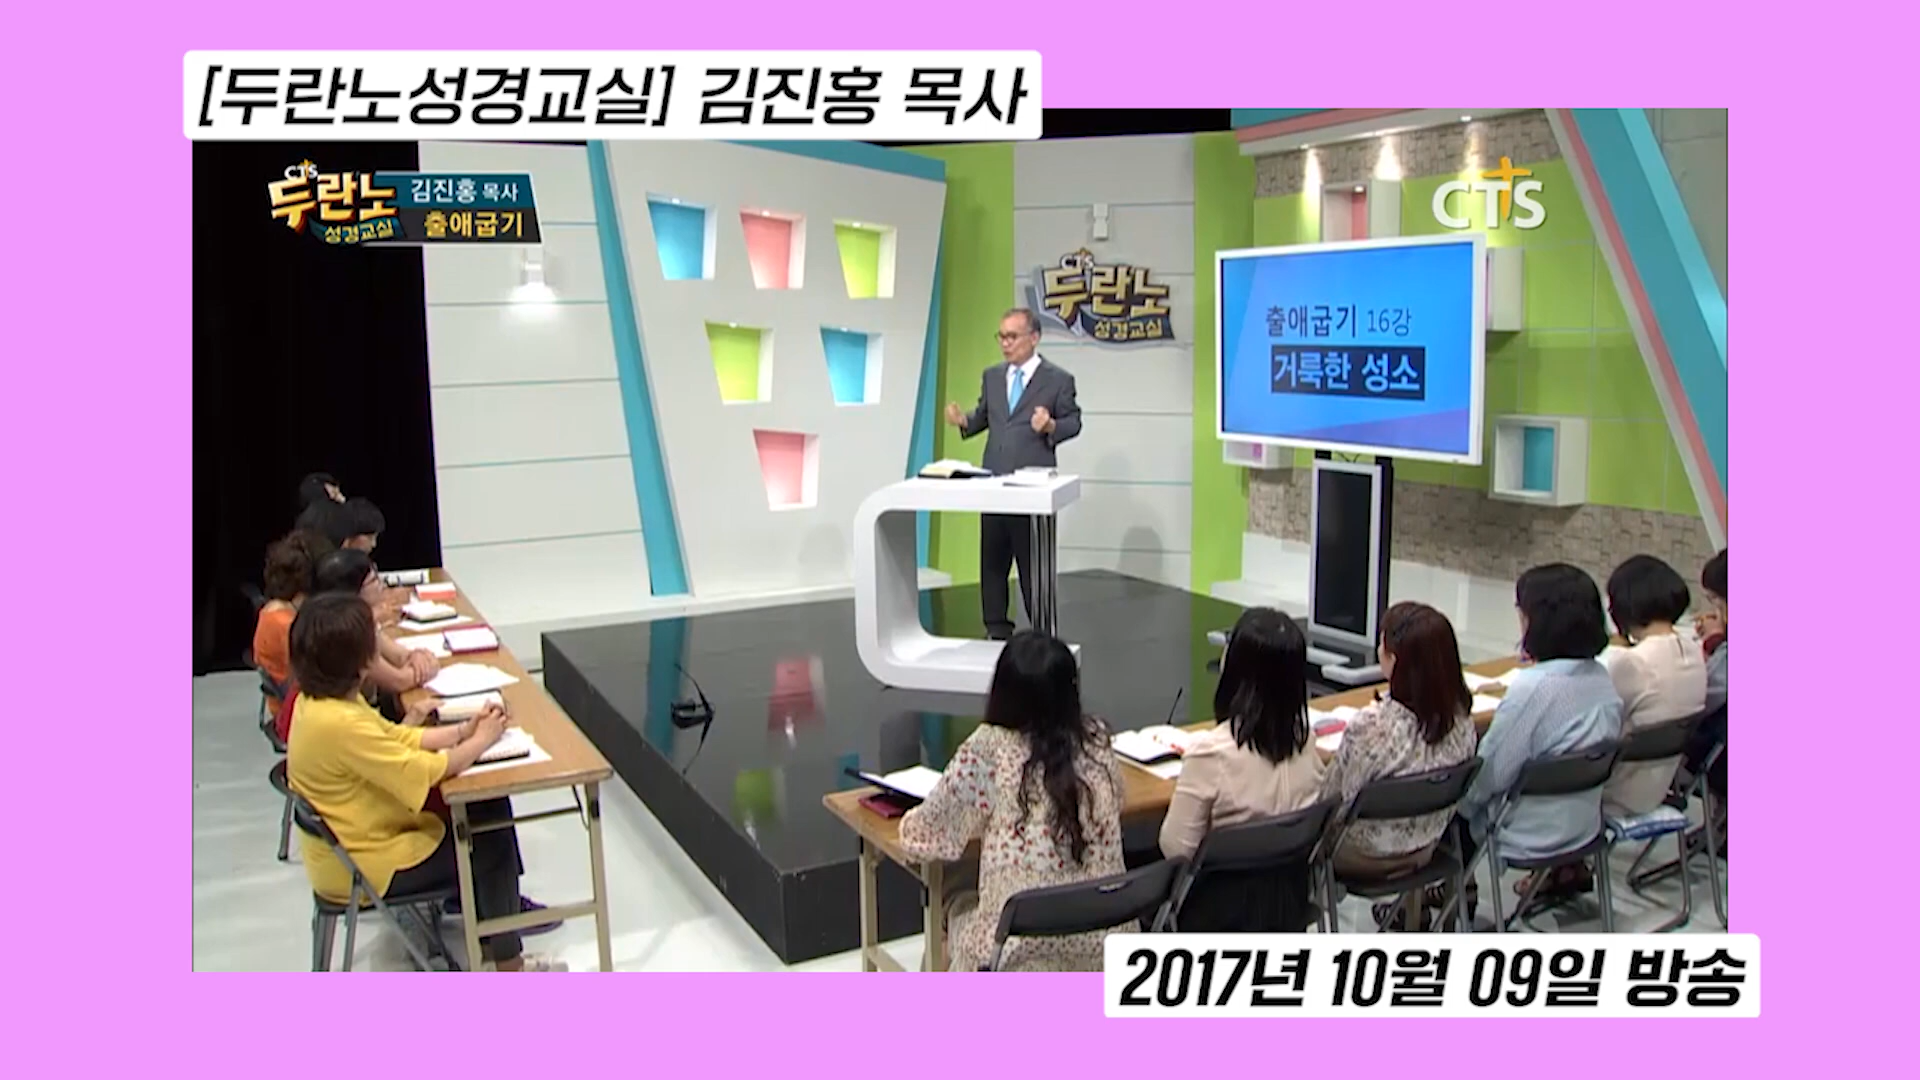 [두란노성경교실] 김진홍 목사
CTS
두란노
성경교실
김진홍 목사
출애굽기
CTS
CTS
두란노
성경교실
출애굽기 16강
거룩한 성소
2017년 10월 09일 방송